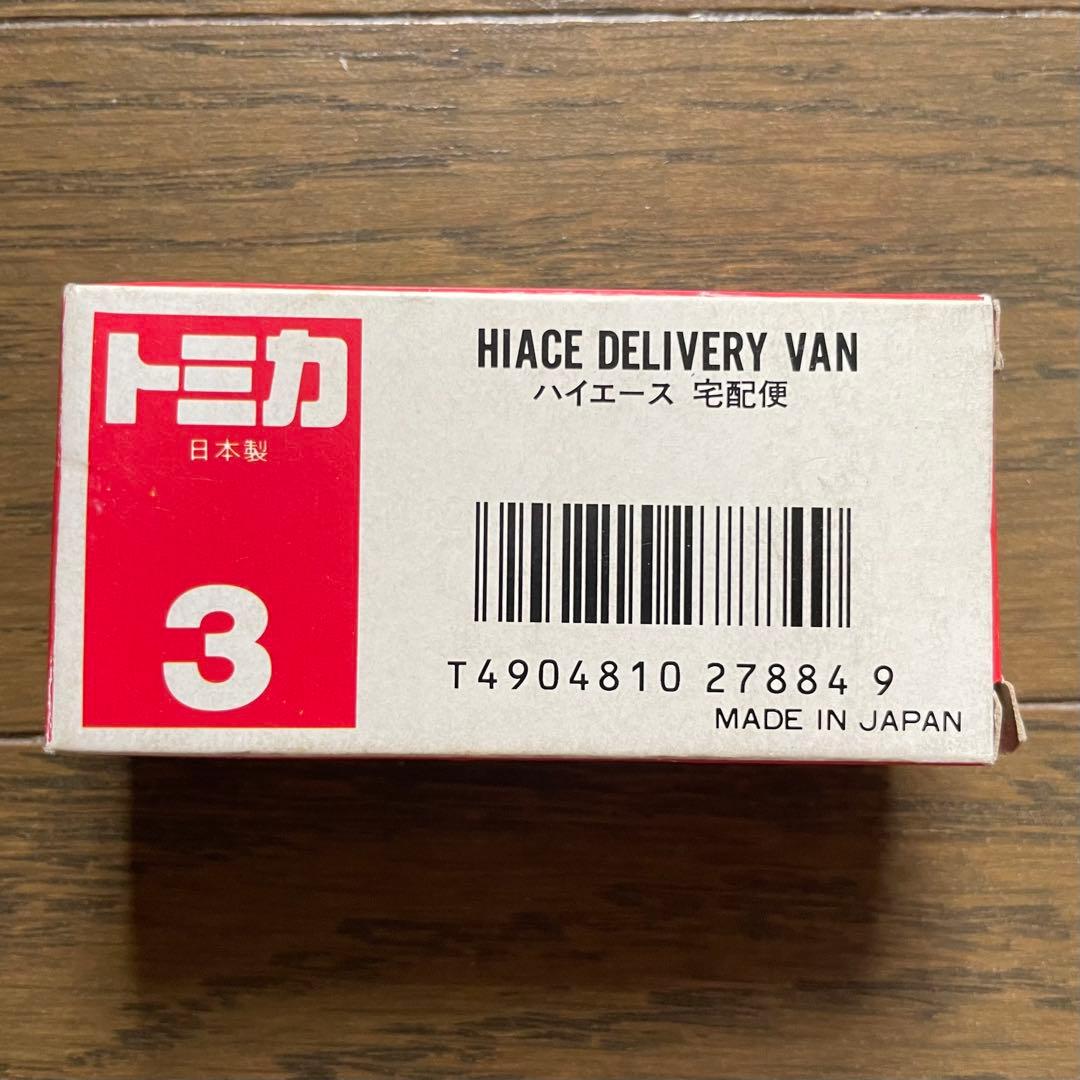 トミカ
日本製
3
HIACE DELIVERY VAN
ハイエース 宅配便
T4904810 27884 9
MADE IN JAPAN